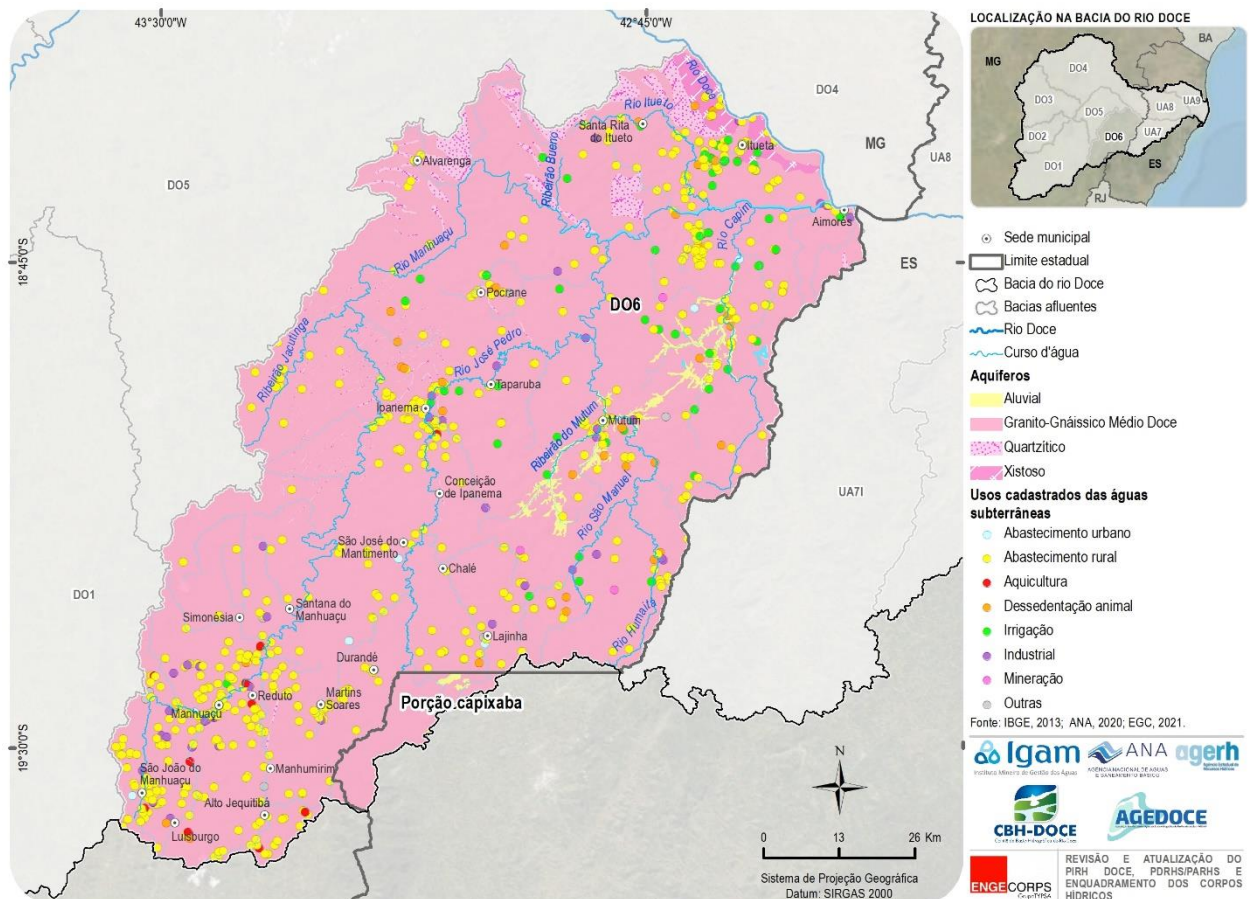 43°30'0"W
42°45'0"W
18°45'0"S
19°30'0"S
DO4
MG
UA8
DO5
ES
UA7I
DO1
DO6
Rio Doce
Rio Itueto
Santa Rita
do Itueto
Itueta
Alvarenga
Ribeirão Bueno
Aimorés
Rio Capim
Rio Manhuaçu
Pocrane
Ribeirão Jacutinga
Rio José Pedro
Taparuba
Ipanema
Mutum
Ribeirão do Mutum
Conceição
de Ipanema
Rio São Manuel
São José do
Mantimento
Chalé
Santana do
Manhuaçu
Simonésia
Lajinha
Rio Humaitá
Durandé
Reduto
Martins
Soares
Manhuaçu
Porção capixaba
São João do
Manhuaçu
Manhumirim
Alto Jequitibá
Luisburgo
N
0 13 26 Km
Sistema de Projeção Geográfica
Datum: SIRGAS 2000
LOCALIZAÇÃO NA BACIA DO RIO DOCE
BA
MG
DO4
DO3
DO5
UA8
UA9
DO2
DO6
UA7
DO1
ES
RJ
Sede municipal
Limite estadual
Bacia do rio Doce
Bacias afluentes
Rio Doce
Curso d'água
Aquíferos
Aluvial
Granito-Gnáissico Médio Doce
Quartzítico
Xistoso
Usos cadastrados das águas
subterrâneas
Abastecimento urbano
Abastecimento rural
Aquicultura
Dessedentação animal
Irrigação
Industrial
Mineração
Outras
Fonte: IBGE, 2013; ANA, 2020; EGC, 2021.
Igam
Instituto Mineiro de Gestão das Águas
ANA
AGÊNCIA NACIONAL DE ÁGUAS
E SANEAMENTO BÁSICO
agerh
CBH-DOCE
AGEDOCE
ENGECORPS
Grupo TYPSA
REVISÃO E ATUALIZAÇÃO DO
PIRH DOCE, PDRHS/PARHS E
ENQUADRAMENTO DOS CORPOS
HÍDRICOS